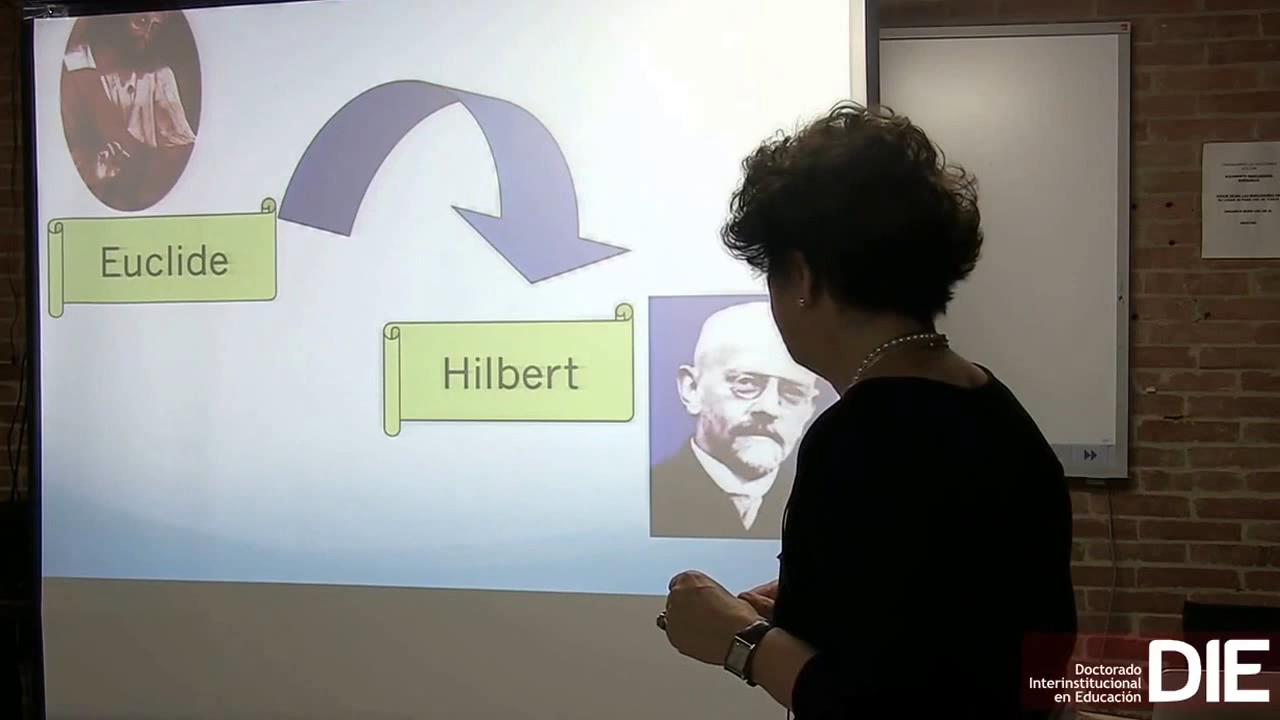 Euclide
Hilbert
Doctorado
Interinstitucional
en Educación
DIE